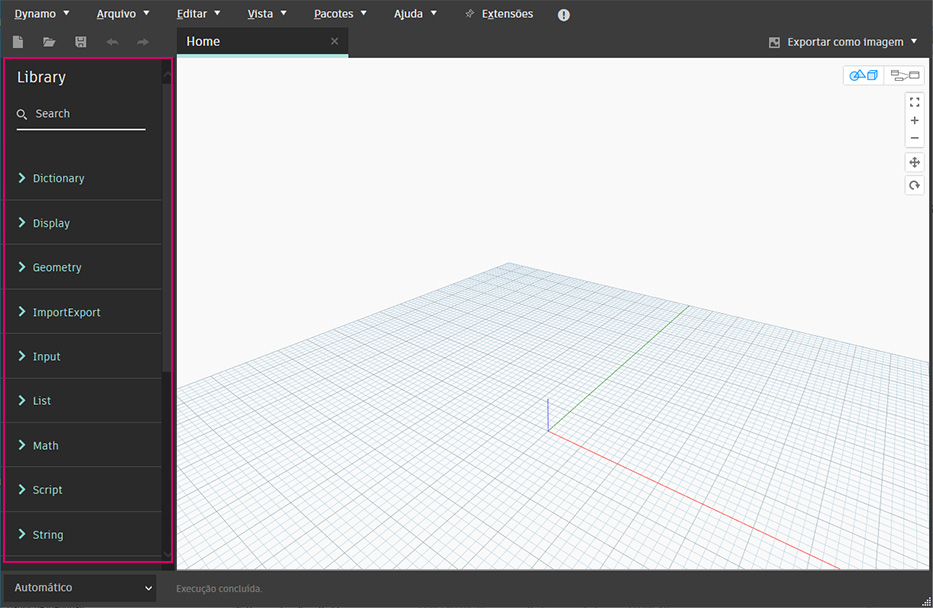 Dynamo Arquivo Editar Vista Pacotes Ajuda Extensões
Home Exportar como Imagem
Library
Search
Dictionary
Display
Geometry
ImportExport
Input
List
Math
Script
String
Automático Execução concluída.